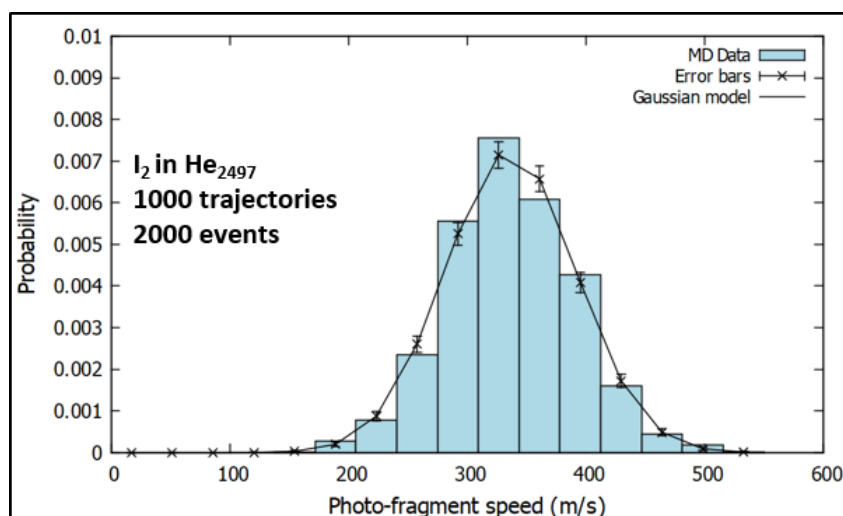 0.01
0.009
0.008
0.007
0.006
0.005
0.004
0.003
0.002
0.001
0
Probability
MD Data
Error bars
Gaussian model
I₂ in He₂₄₉₇
1000 trajectories
2000 events
0 100 200 300 400 500 600
Photo-fragment speed (m/s)